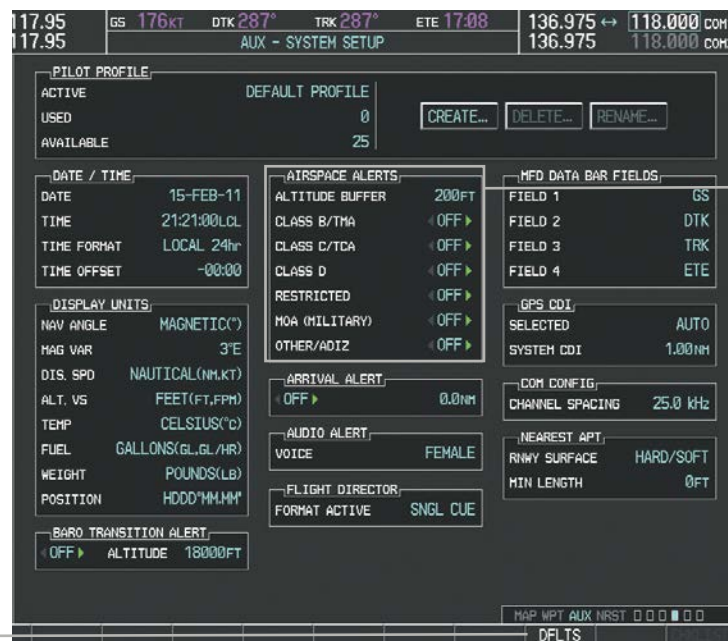 117.95
GS 176KT DTK 287° TRK 287° ETE 17:08
136.975 ↔ 118.000 COM
117.95
AUX - SYSTEM SETUP
136.975 118.000 COM
PILOT PROFILE
ACTIVE DEFAULT PROFILE
USED 0
AVAILABLE 25
CREATE... DELETE... RENAME...
DATE / TIME
DATE 15-FEB-11
TIME 21:21:00LCL
TIME FORMAT LOCAL 24hr
TIME OFFSET -00:00
DISPLAY UNITS
NAV ANGLE MAGNETIC(°)
MAG VAR 3°E
DIS, SPD NAUTICAL(NM,KT)
ALT, VS FEET(FT,FPM)
TEMP CELSIUS(°C)
FUEL GALLONS(GL,GL/HR)
WEIGHT POUNDS(LB)
POSITION HDDD°MM.MM'
BARO TRANSITION ALERT
OFF ALTITUDE 18000FT
AIRSPACE ALERTS
ALTITUDE BUFFER 200FT
CLASS B/TMA OFF
CLASS C/TCA OFF
CLASS D OFF
RESTRICTED OFF
MOA (MILITARY) OFF
OTHER/ADIZ OFF
ARRIVAL ALERT
OFF 0.0NM
AUDIO ALERT
VOICE FEMALE
FLIGHT DIRECTOR
FORMAT ACTIVE SNGL CUE
MFD DATA BAR FIELDS
FIELD 1 GS
FIELD 2 DTK
FIELD 3 TRK
FIELD 4 ETE
GPS CDI
SELECTED AUTO
SYSTEM CDI 1.00NM
COM CONFIG
CHANNEL SPACING 25.0 kHz
NEAREST APT
RNWY SURFACE HARD/SOFT
MIN LENGTH 0FT
MAP WPT AUX NRST
DFLTS